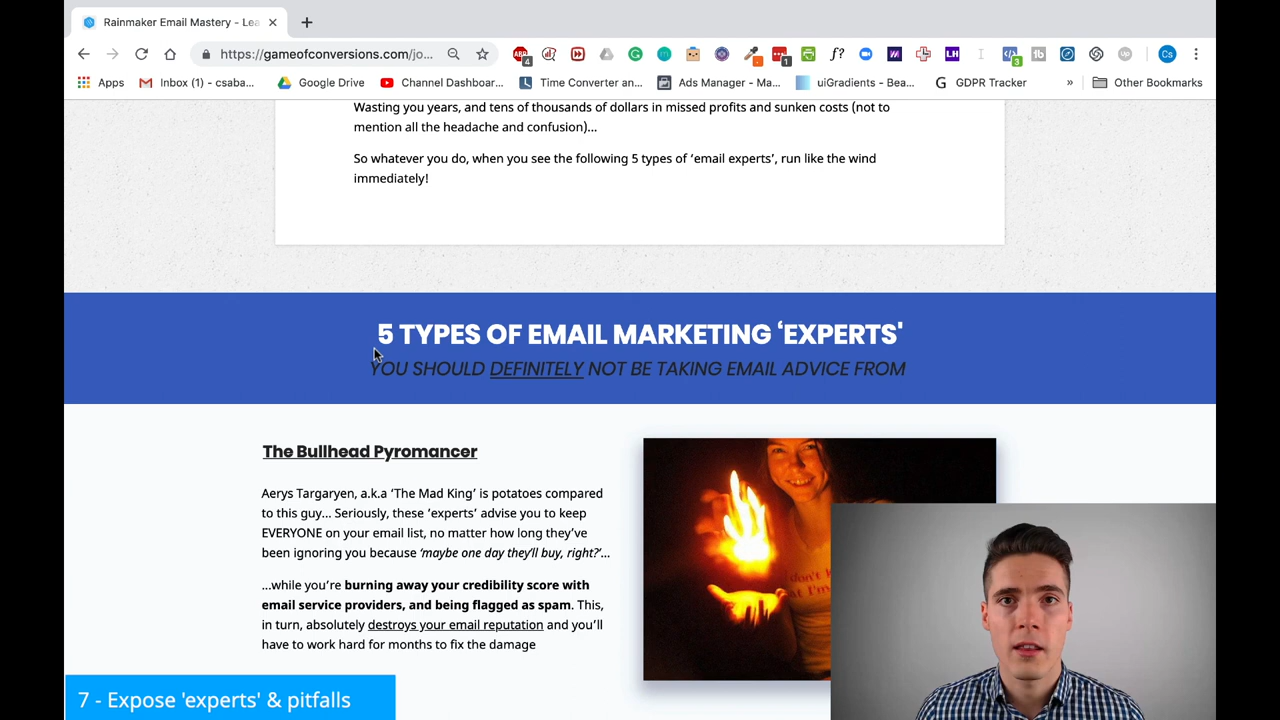 Rainmaker Email Mastery - Lea
https://gameofconversions.com/jo...
4
f?
1
LH
3
1b
Up
Cs
Apps
Inbox (1) - csaba...
Google Drive
Channel Dashboar...
Time Converter an...
Ads Manager - Ma...
uiGradients - Bea...
G
GDPR Tracker
»
Other Bookmarks
Wasting you years, and tens of thousands of dollars in missed profits and sunken costs (not to
mention all the headache and confusion)...
So whatever you do, when you see the following 5 types of ‘email experts’, run like the wind
immediately!
5 TYPES OF EMAIL MARKETING ‘EXPERTS'
YOU SHOULD DEFINITELY NOT BE TAKING EMAIL ADVICE FROM
The Bullhead Pyromancer
Aerys Targaryen, a.k.a ‘The Mad King’ is potatoes compared
to this guy... Seriously, these ‘experts’ advise you to keep
EVERYONE on your email list, no matter how long they’ve
been ignoring you because ‘maybe one day they’ll buy, right?’...
...while you’re burning away your credibility score with
email service providers, and being flagged as spam. This,
in turn, absolutely destroys your email reputation and you’ll
have to work hard for months to fix the damage
7 - Expose 'experts' & pitfalls